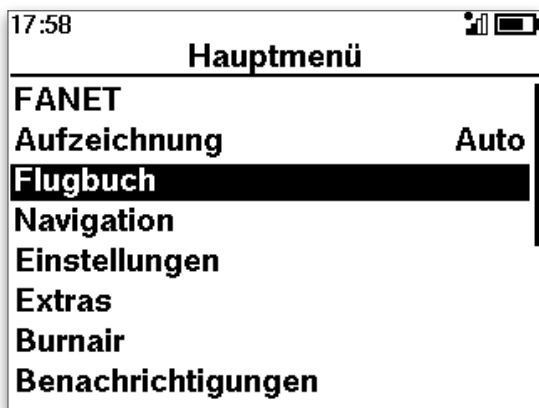 17:58
Hauptmenü
FANET
Aufzeichnung Auto
Flugbuch
Navigation
Einstellungen
Extras
Burnair
Benachrichtigungen